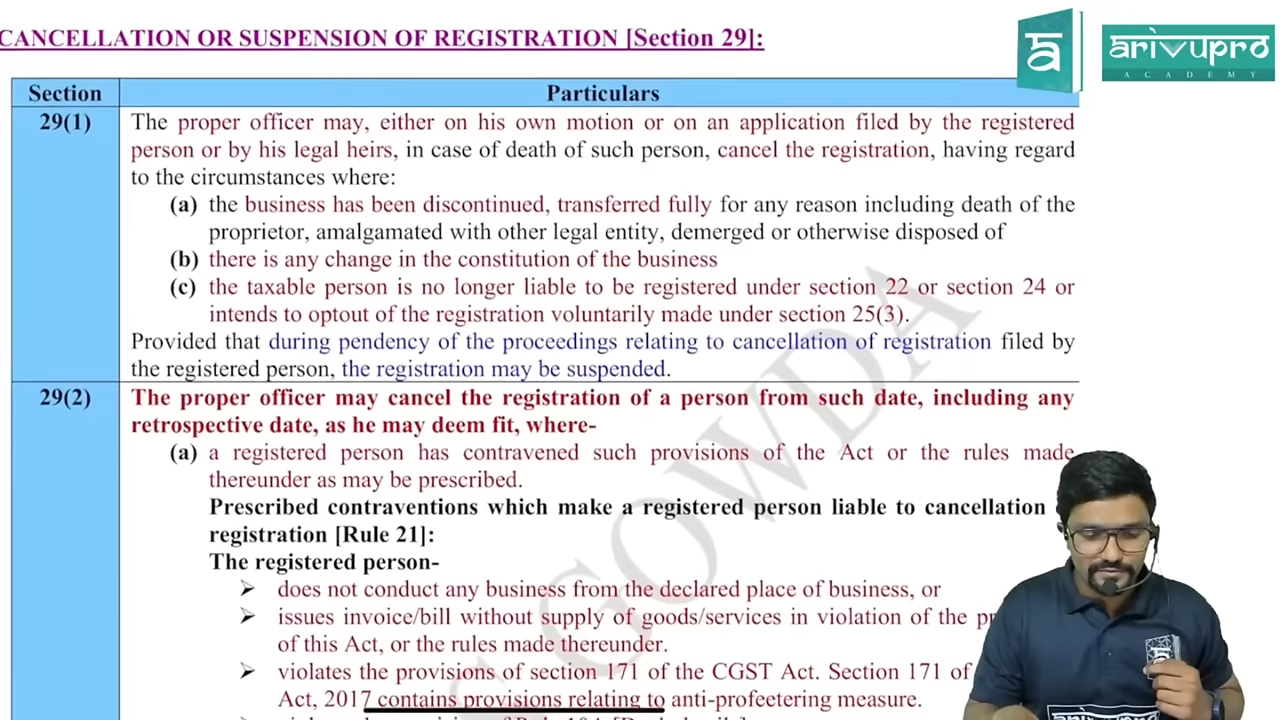 CANCELLATION OR SUSPENSION OF REGISTRATION [Section 29]:
arivupro
ACADEMY
Section
Particulars
29(1)
The proper officer may, either on his own motion or on an application filed by the registered
person or by his legal heirs, in case of death of such person, cancel the registration, having regard
to the circumstances where:
(a) the business has been discontinued, transferred fully for any reason including death of the
proprietor, amalgamated with other legal entity, demerged or otherwise disposed of
(b) there is any change in the constitution of the business
(c) the taxable person is no longer liable to be registered under section 22 or section 24 or
intends to optout of the registration voluntarily made under section 25(3).
Provided that during pendency of the proceedings relating to cancellation of registration filed by
the registered person, the registration may be suspended.
29(2)
The proper officer may cancel the registration of a person from such date, including any
retrospective date, as he may deem fit, where-
(a) a registered person has contravened such provisions of the Act or the rules made
thereunder as may be prescribed.
Prescribed contraventions which make a registered person liable to cancellation
registration [Rule 21]:
The registered person-
➢ does not conduct any business from the declared place of business, or
➢ issues invoice/bill without supply of goods/services in violation of the
of this Act, or the rules made thereunder.
➢ violates the provisions of section 171 of the CGST Act. Section 171 of
Act, 2017 contains provisions relating to anti-profeetering measure.
GOWDA